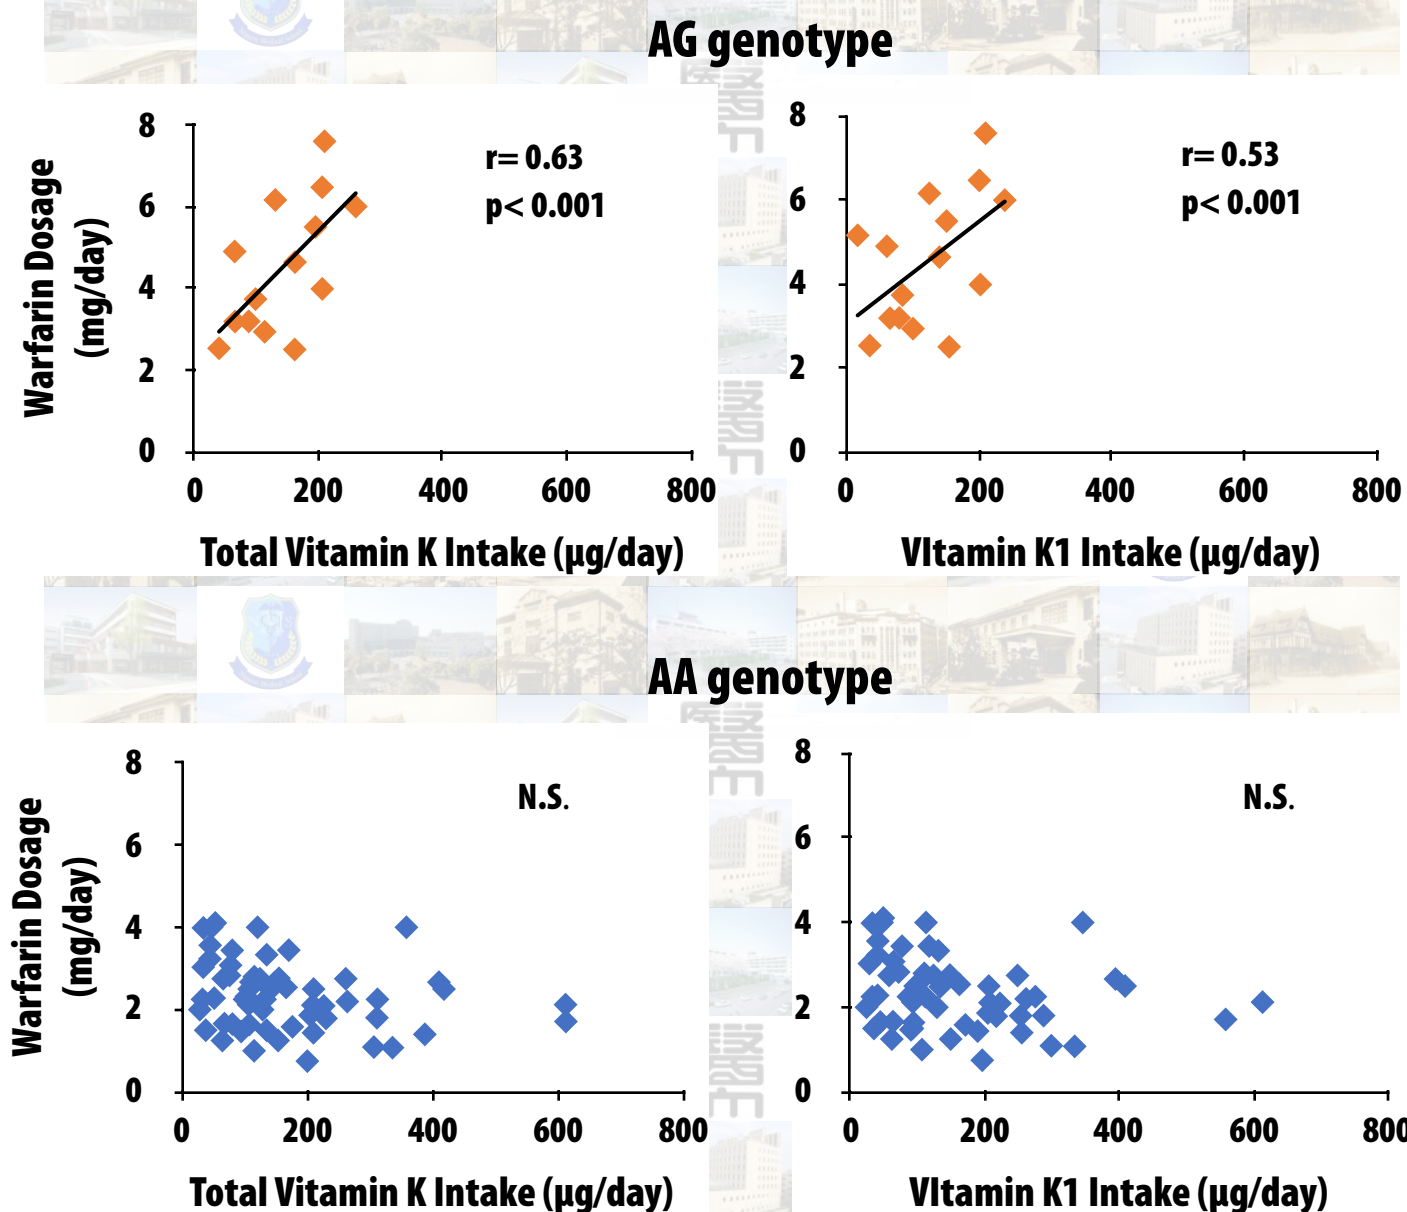 AG genotype
8
6
4
2
0
Warfarin Dosage
(mg/day)
r= 0.63
p< 0.001
0 200 400 600 800
Total Vitamin K Intake (µg/day)
8
6
4
2
0
r= 0.53
p< 0.001
0 200 400 600 800
VItamin K1 Intake (µg/day)
AA genotype
8
6
4
2
0
Warfarin Dosage
(mg/day)
N.S.
0 200 400 600 800
Total Vitamin K Intake (µg/day)
8
6
4
2
0
N.S.
0 200 400 600 800
VItamin K1 Intake (µg/day)